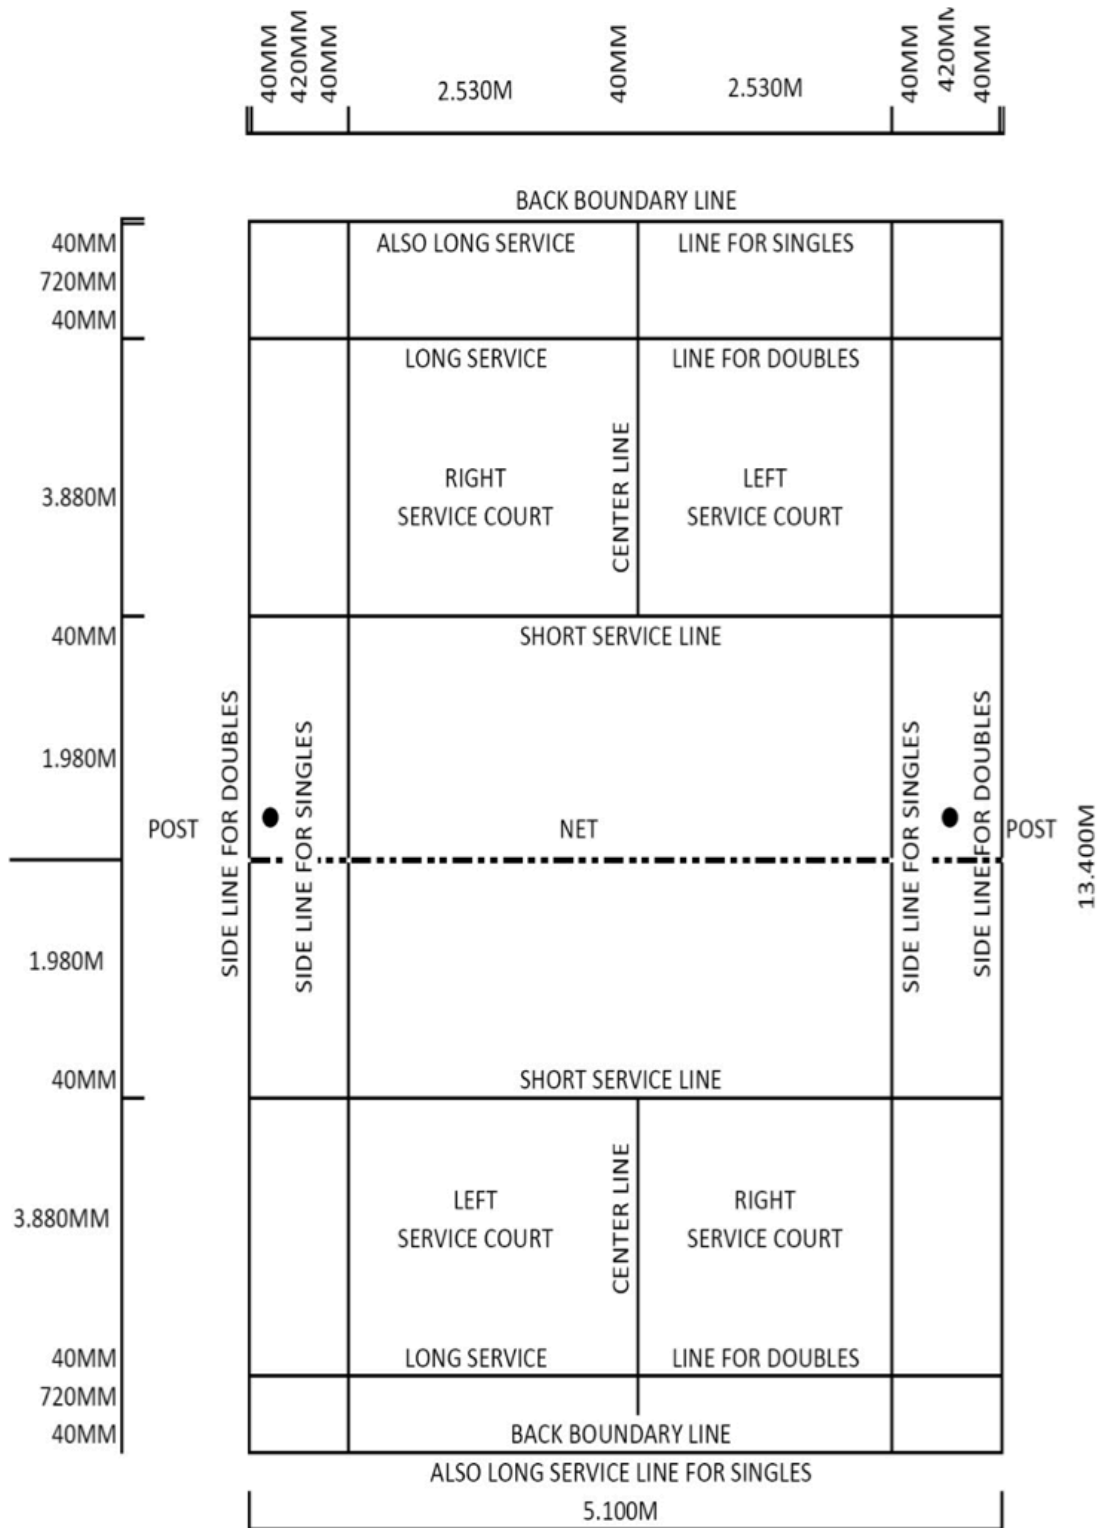 40MM
420MM
40MM
2.530M
40MM
2.530M
40MM
420MM
40MM
BACK BOUNDARY LINE
40MM
ALSO LONG SERVICE
LINE FOR SINGLES
720MM
40MM
LONG SERVICE
LINE FOR DOUBLES
CENTER LINE
3.880M
RIGHT
SERVICE COURT
LEFT
SERVICE COURT
40MM
SHORT SERVICE LINE
1.980M
POST
SIDE LINE FOR DOUBLES
SIDE LINE FOR SINGLES
NET
SIDE LINE FOR SINGLES
SIDE LINE FOR DOUBLES
POST
13.400M
1.980M
40MM
SHORT SERVICE LINE
3.880MM
LEFT
SERVICE COURT
CENTER LINE
RIGHT
SERVICE COURT
40MM
LONG SERVICE
LINE FOR DOUBLES
720MM
40MM
BACK BOUNDARY LINE
ALSO LONG SERVICE LINE FOR SINGLES
5.100M